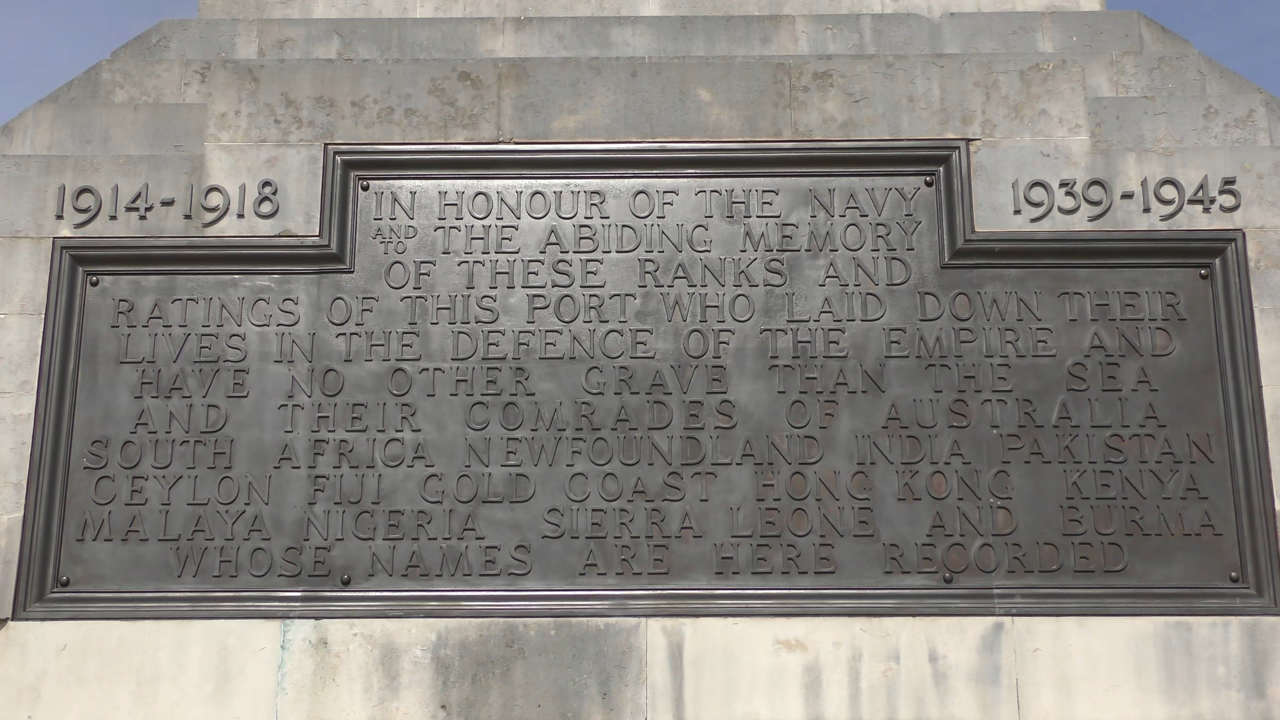 1914-1918
1939-1945
IN HONOUR OF THE NAVY
AND TO THE ABIDING MEMORY
OF THESE RANKS AND
RATINGS OF THIS PORT WHO LAID DOWN THEIR
LIVES IN THE DEFENCE OF THE EMPIRE AND
HAVE NO OTHER GRAVE THAN THE SEA
AND THEIR COMRADES OF AUSTRALIA
SOUTH AFRICA NEWFOUNDLAND INDIA PAKISTAN
CEYLON FIJI GOLD COAST HONG KONG KENYA
MALAYA NIGERIA SIERRA LEONE AND BURMA
WHOSE NAMES ARE HERE RECORDED